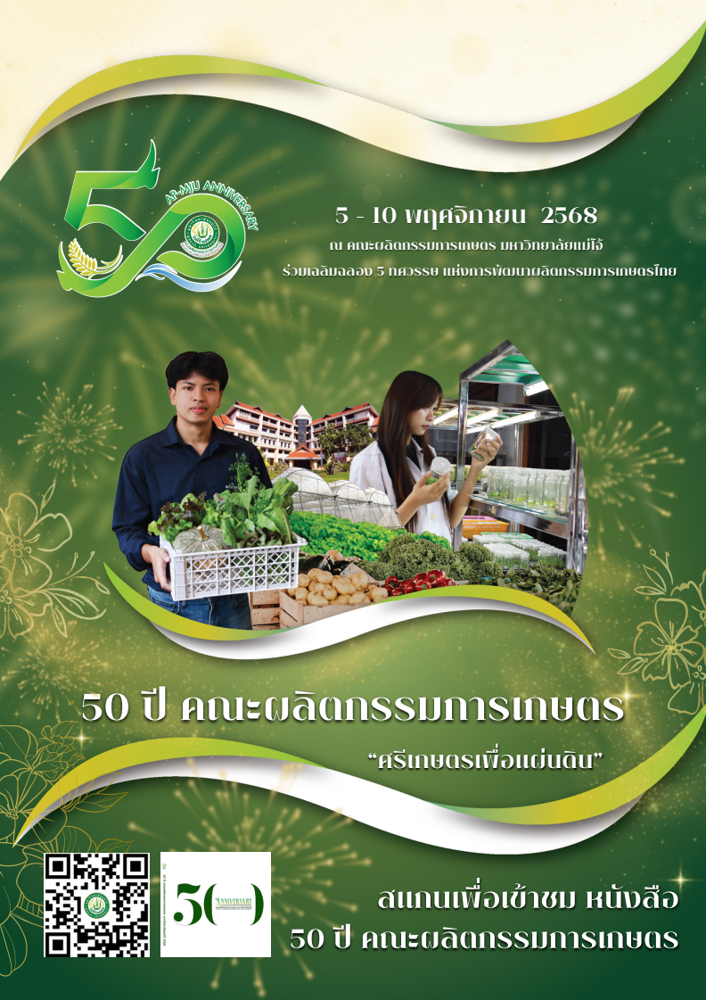 AP-MJU ANNIVERSARY
5 - 10 พฤศจิกายน 2568
ณ คณะผลิตกรรมการเกษตร มหาวิทยาลัยแม่โจ้
ร่วมเฉลิมฉลอง 5 ทศวรรษ แห่งการพัฒนาผลิตกรรมการเกษตรไทย
50 ปี คณะผลิตกรรมการเกษตร
“ศรีเกษตรเพื่อแผ่นดิน”
50
ANNIVERSARY
สแกนเพื่อเข้าชม หนังสือ
50 ปี คณะผลิตกรรมการเกษตร